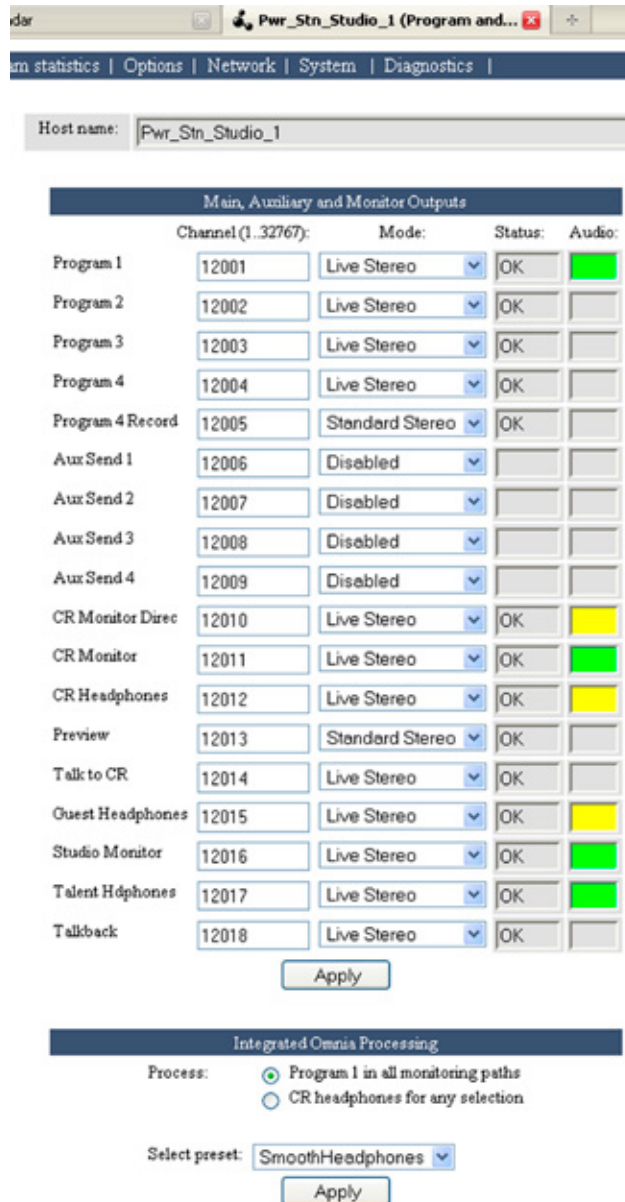 dar
Pwr_Stn_Studio_1 (Program and...
am statistics | Options | Network | System | Diagnostics |
Host name: Pwr_Stn_Studio_1
Main, Auxiliary and Monitor Outputs
Channel (1..32767): Mode: Status: Audio:
Program 1 12001 Live Stereo OK
Program 2 12002 Live Stereo OK
Program 3 12003 Live Stereo OK
Program 4 12004 Live Stereo OK
Program 4 Record 12005 Standard Stereo OK
Aux Send 1 12006 Disabled
Aux Send 2 12007 Disabled
Aux Send 3 12008 Disabled
Aux Send 4 12009 Disabled
CR Monitor Direc 12010 Live Stereo OK
CR Monitor 12011 Live Stereo OK
CR Headphones 12012 Live Stereo OK
Preview 12013 Standard Stereo OK
Talk to CR 12014 Live Stereo OK
Guest Headphones 12015 Live Stereo OK
Studio Monitor 12016 Live Stereo OK
Talent Hdphones 12017 Live Stereo OK
Talkback 12018 Live Stereo OK
Apply
Integrated Omnia Processing
Process: Program 1 in all monitoring paths
CR headphones for any selection
Select preset: SmoothHeadphones
Apply